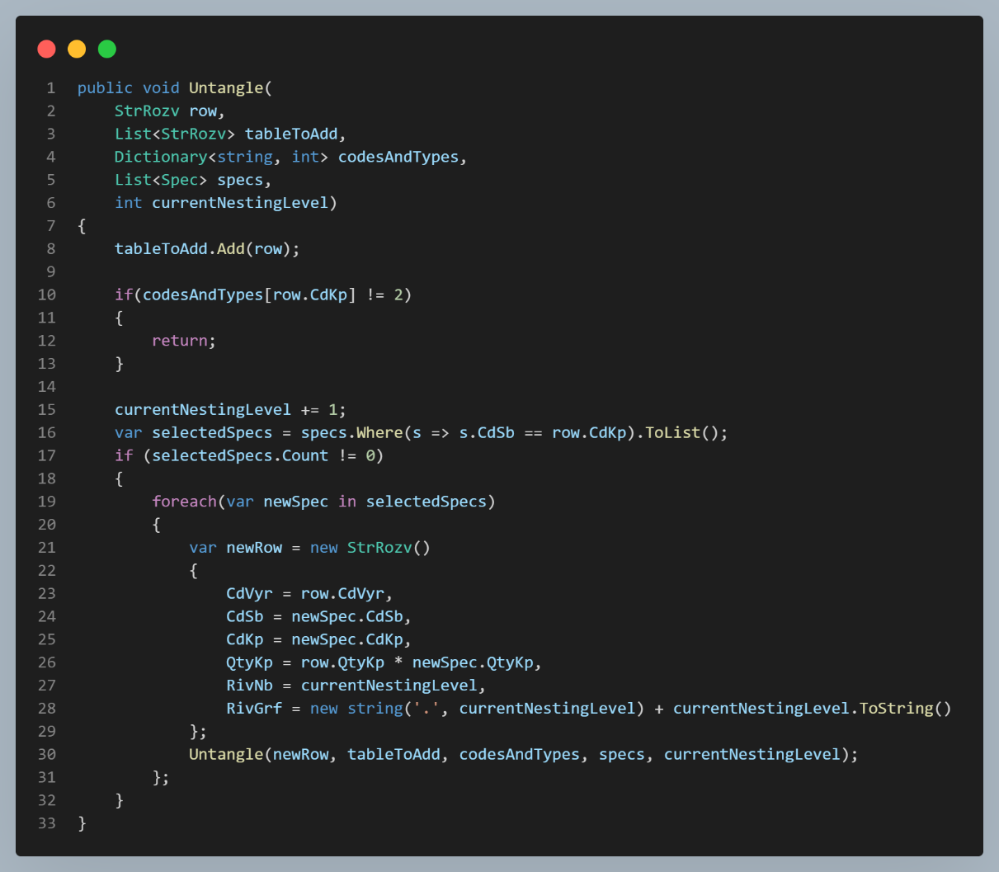 1 public void Untangle(
2     StrRozv row,
3     List<StrRozv> tableToAdd,
4     Dictionary<string, int> codesAndTypes,
5     List<Spec> specs,
6     int currentNestingLevel)
7 {
8     tableToAdd.Add(row);
9
10     if(codesAndTypes[row.CdKp] != 2)
11     {
12         return;
13     }
14
15     currentNestingLevel += 1;
16     var selectedSpecs = specs.Where(s => s.CdSb == row.CdKp).ToList();
17     if (selectedSpecs.Count != 0)
18     {
19         foreach(var newSpec in selectedSpecs)
20         {
21             var newRow = new StrRozv()
22             {
23                 CdVyr = row.CdVyr,
24                 CdSb = newSpec.CdSb,
25                 CdKp = newSpec.CdKp,
26                 QtyKp = row.QtyKp * newSpec.QtyKp,
27                 RivNb = currentNestingLevel,
28                 RivGrf = new string('.', currentNestingLevel) + currentNestingLevel.ToString()
29             };
30             Untangle(newRow, tableToAdd, codesAndTypes, specs, currentNestingLevel);
31         };
32     }
33 }